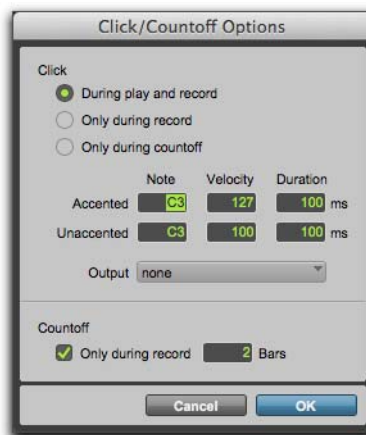 Click/Countoff Options
Click
During play and record
Only during record
Only during countoff
Note Velocity Duration
Accented C3 127 100 ms
Unaccented C3 100 100 ms
Output none
Countoff
Only during record 2 Bars
Cancel OK